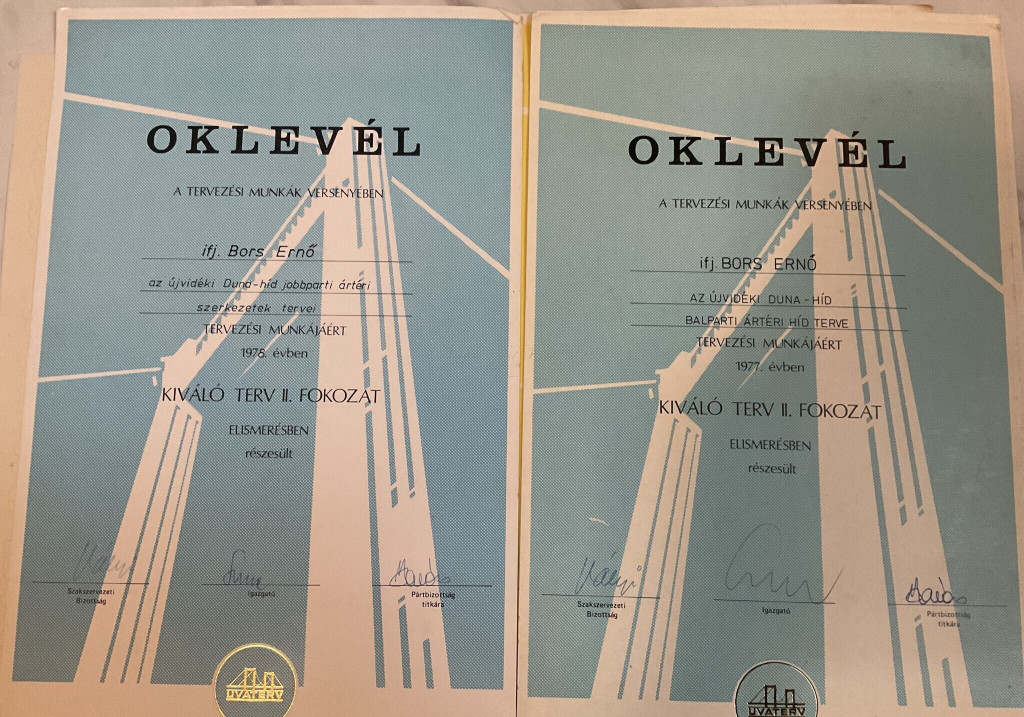 OKLEVÉL
A TERVEZÉSI MUNKÁK VERSENYÉBEN
ifj. Bors Ernő
az újvidéki Duna-híd jobbparti ártéri
szerkezetek tervei
TERVEZÉSI MUNKÁJÁÉRT
1978. évben
KIVÁLÓ TERV II. FOKOZAT
ELISMERÉSBEN
részesült
Szakszervezeti
Bizottság
Igazgató
Pártbizottság
titkára
UVATERV
OKLEVÉL
A TERVEZÉSI MUNKÁK VERSENYÉBEN
ifj. BORS ERNŐ
AZ ÚJVIDÉKI DUNA-HÍD
BALPARTI ÁRTÉRI HÍD TERVE
TERVEZÉSI MUNKÁJÁÉRT
1977. évben
KIVÁLÓ TERV II. FOKOZAT
ELISMERÉSBEN
részesült
Szakszervezeti
Bizottság
Igazgató
Pártbizottság
titkára
UVATERV